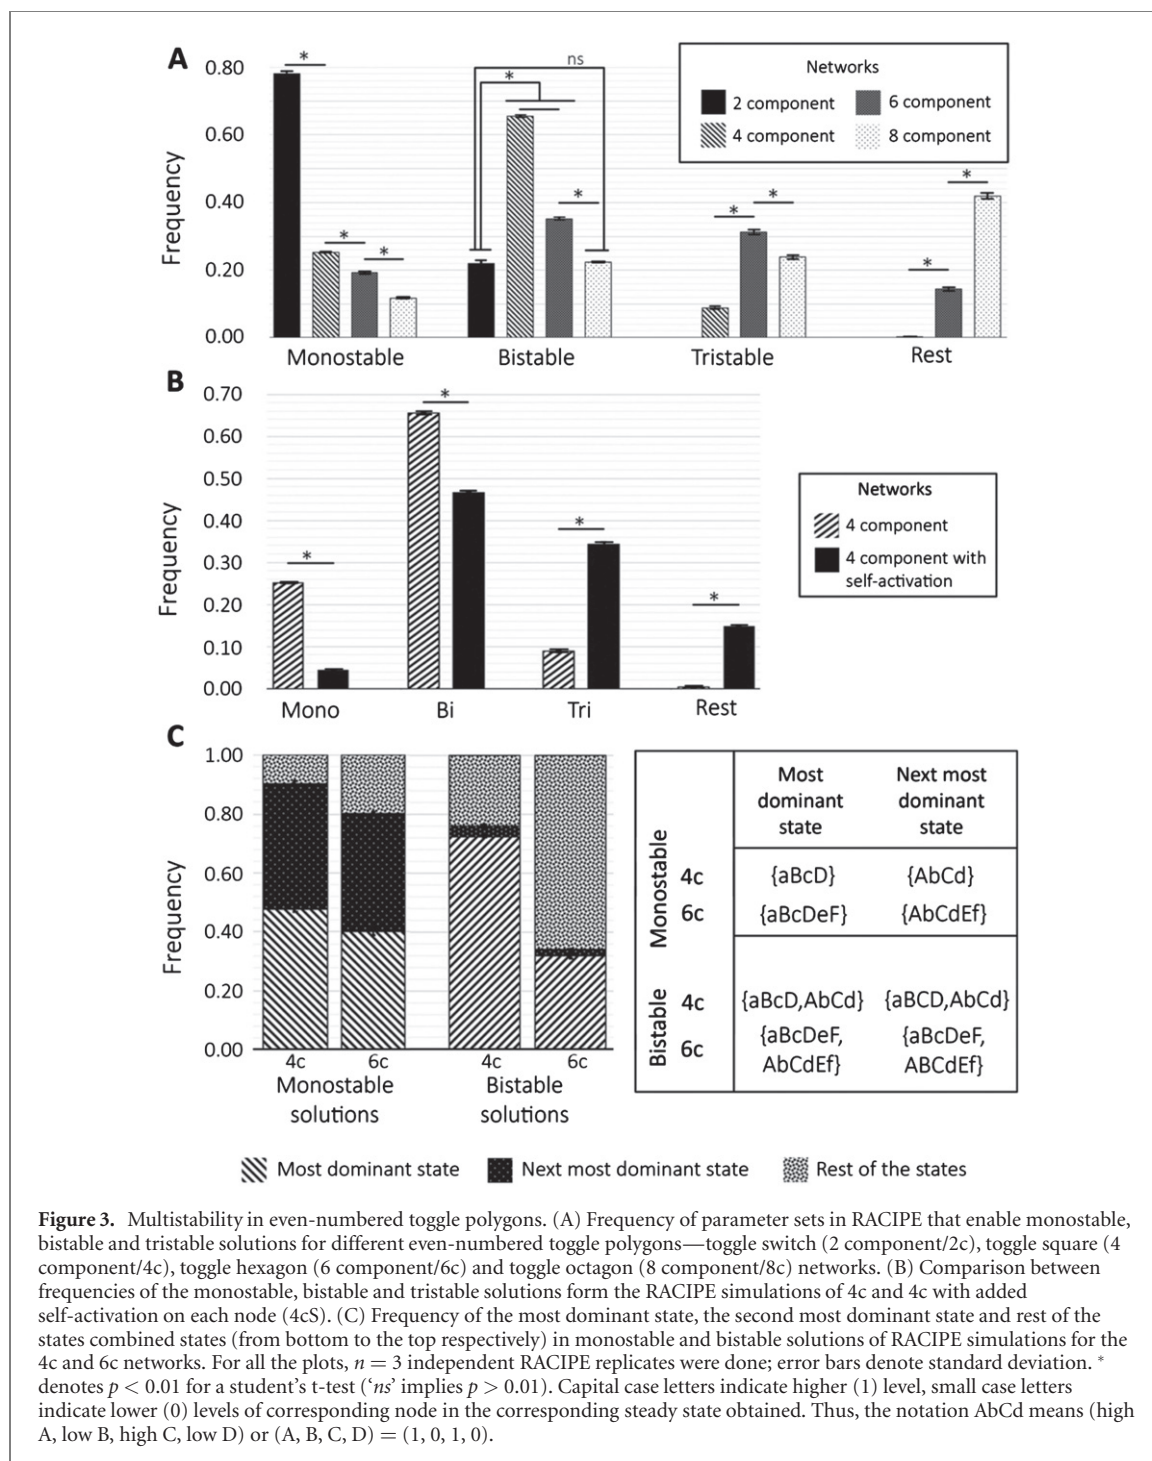 A
0.80
0.60
0.40
0.20
0.00
Frequency
*
*
*
*
ns
*
*
*
*
*
Networks
2 component
6 component
4 component
8 component
Monostable
Bistable
Tristable
Rest
B
0.70
0.60
0.50
0.40
0.30
0.20
0.10
0.00
Frequency
*
*
*
*
Networks
4 component
4 component with
self-activation
Mono
Bi
Tri
Rest
C
1.00
0.80
0.60
0.40
0.20
0.00
Frequency
4c
6c
4c
6c
Monostable
solutions
Bistable
solutions
Most
dominant
state
Next most
dominant
state
Monostable
4c
{aBcD}
{AbCd}
6c
{aBcDeF}
{AbCdEf}
Bistable
4c
{aBcD,AbCd}
{aBCD,AbCd}
6c
{aBcDeF,
AbCdEf}
{aBcDeF,
ABCdEf}
Most dominant state
Next most dominant state
Rest of the states
Figure 3. Multistability in even-numbered toggle polygons. (A) Frequency of parameter sets in RACIPE that enable monostable,
bistable and tristable solutions for different even-numbered toggle polygons—toggle switch (2 component/2c), toggle square (4
component/4c), toggle hexagon (6 component/6c) and toggle octagon (8 component/8c) networks. (B) Comparison between
frequencies of the monostable, bistable and tristable solutions form the RACIPE simulations of 4c and 4c with added
self-activation on each node (4cS). (C) Frequency of the most dominant state, the second most dominant state and rest of the
states combined states (from bottom to the top respectively) in monostable and bistable solutions of RACIPE simulations for the
4c and 6c networks. For all the plots, n = 3 independent RACIPE replicates were done; error bars denote standard deviation. *
denotes p < 0.01 for a student's t-test ('ns' implies p > 0.01). Capital case letters indicate higher (1) level, small case letters
indicate lower (0) levels of corresponding node in the corresponding steady state obtained. Thus, the notation AbCd means (high
A, low B, high C, low D) or (A, B, C, D) = (1, 0, 1, 0).